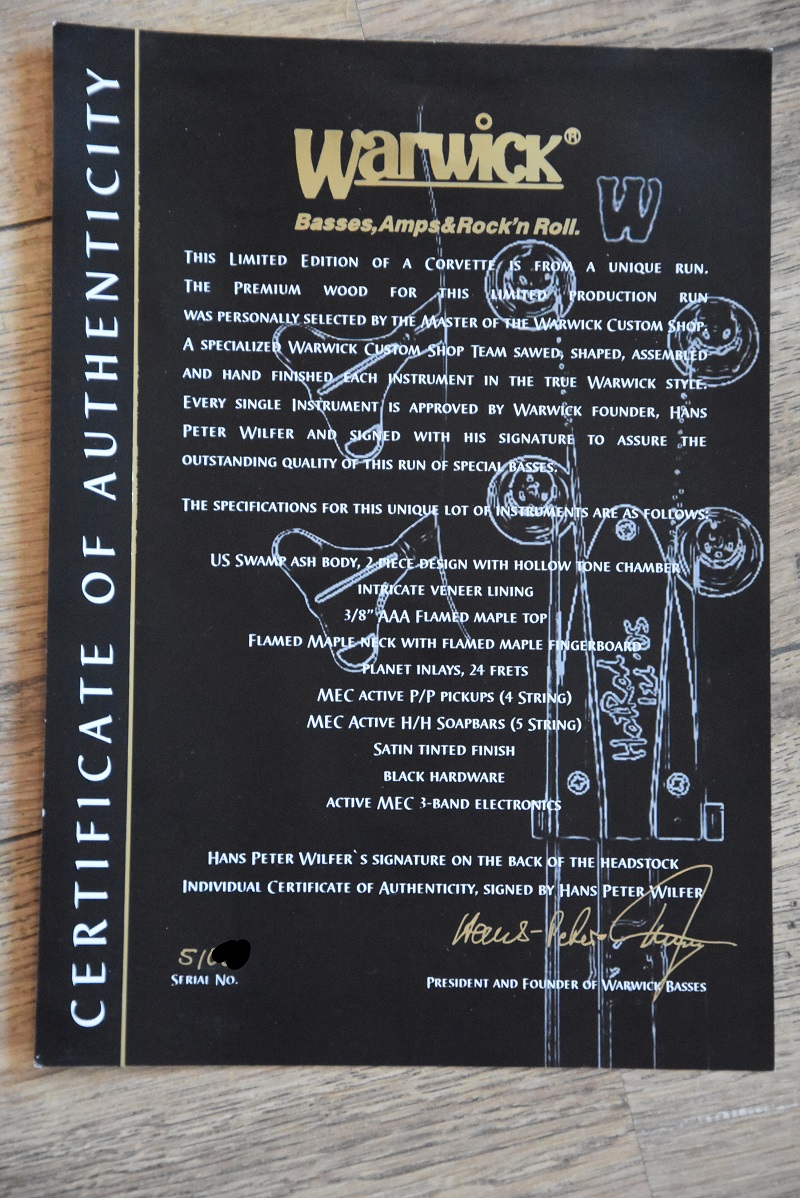 CERTIFICATE OF AUTHENTICITY
Warwick®
Basses, Amps&Rock'n Roll.
W
THIS LIMITED EDITION OF A CORVETTE IS FROM A UNIQUE RUN.
THE PREMIUM WOOD FOR THIS LIMITED PRODUCTION RUN
WAS PERSONALLY SELECTED BY THE MASTER OF THE WARWICK CUSTOM SHOP.
A SPECIALIZED WARWICK CUSTOM SHOP TEAM SAWED, SHAPED, ASSEMBLED
AND HAND FINISHED EACH INSTRUMENT IN THE TRUE WARWICK STYLE.
EVERY SINGLE INSTRUMENT IS APPROVED BY WARWICK FOUNDER, HANS
PETER WILFER AND SIGNED WITH HIS SIGNATURE TO ASSURE THE
OUTSTANDING QUALITY OF THIS RUN OF SPECIAL BASSES.
THE SPECIFICATIONS FOR THIS UNIQUE LOT OF INSTRUMENTS ARE AS FOLLOWS:
US SWAMP ASH BODY, 2 PIECE DESIGN WITH HOLLOW TONE CHAMBER
INTRICATE VENEER LINING
3/8" AAA FLAMED MAPLE TOP
FLAMED MAPLE NECK WITH FLAMED MAPLE FINGERBOARD
PLANET INLAYS, 24 FRETS
MEC ACTIVE P/P PICKUPS (4 STRING)
MEC ACTIVE H/H SOAPBARS (5 STRING)
SATIN TINTED FINISH
BLACK HARDWARE
ACTIVE MEC 3-BAND ELECTRONICS
HANS PETER WILFER`S SIGNATURE ON THE BACK OF THE HEADSTOCK
INDIVIDUAL CERTIFICATE OF AUTHENTICITY, SIGNED BY HANS PETER WILFER
Hans-Peter
5/
SERIAL NO.
PRESIDENT AND FOUNDER OF WARWICK BASSES